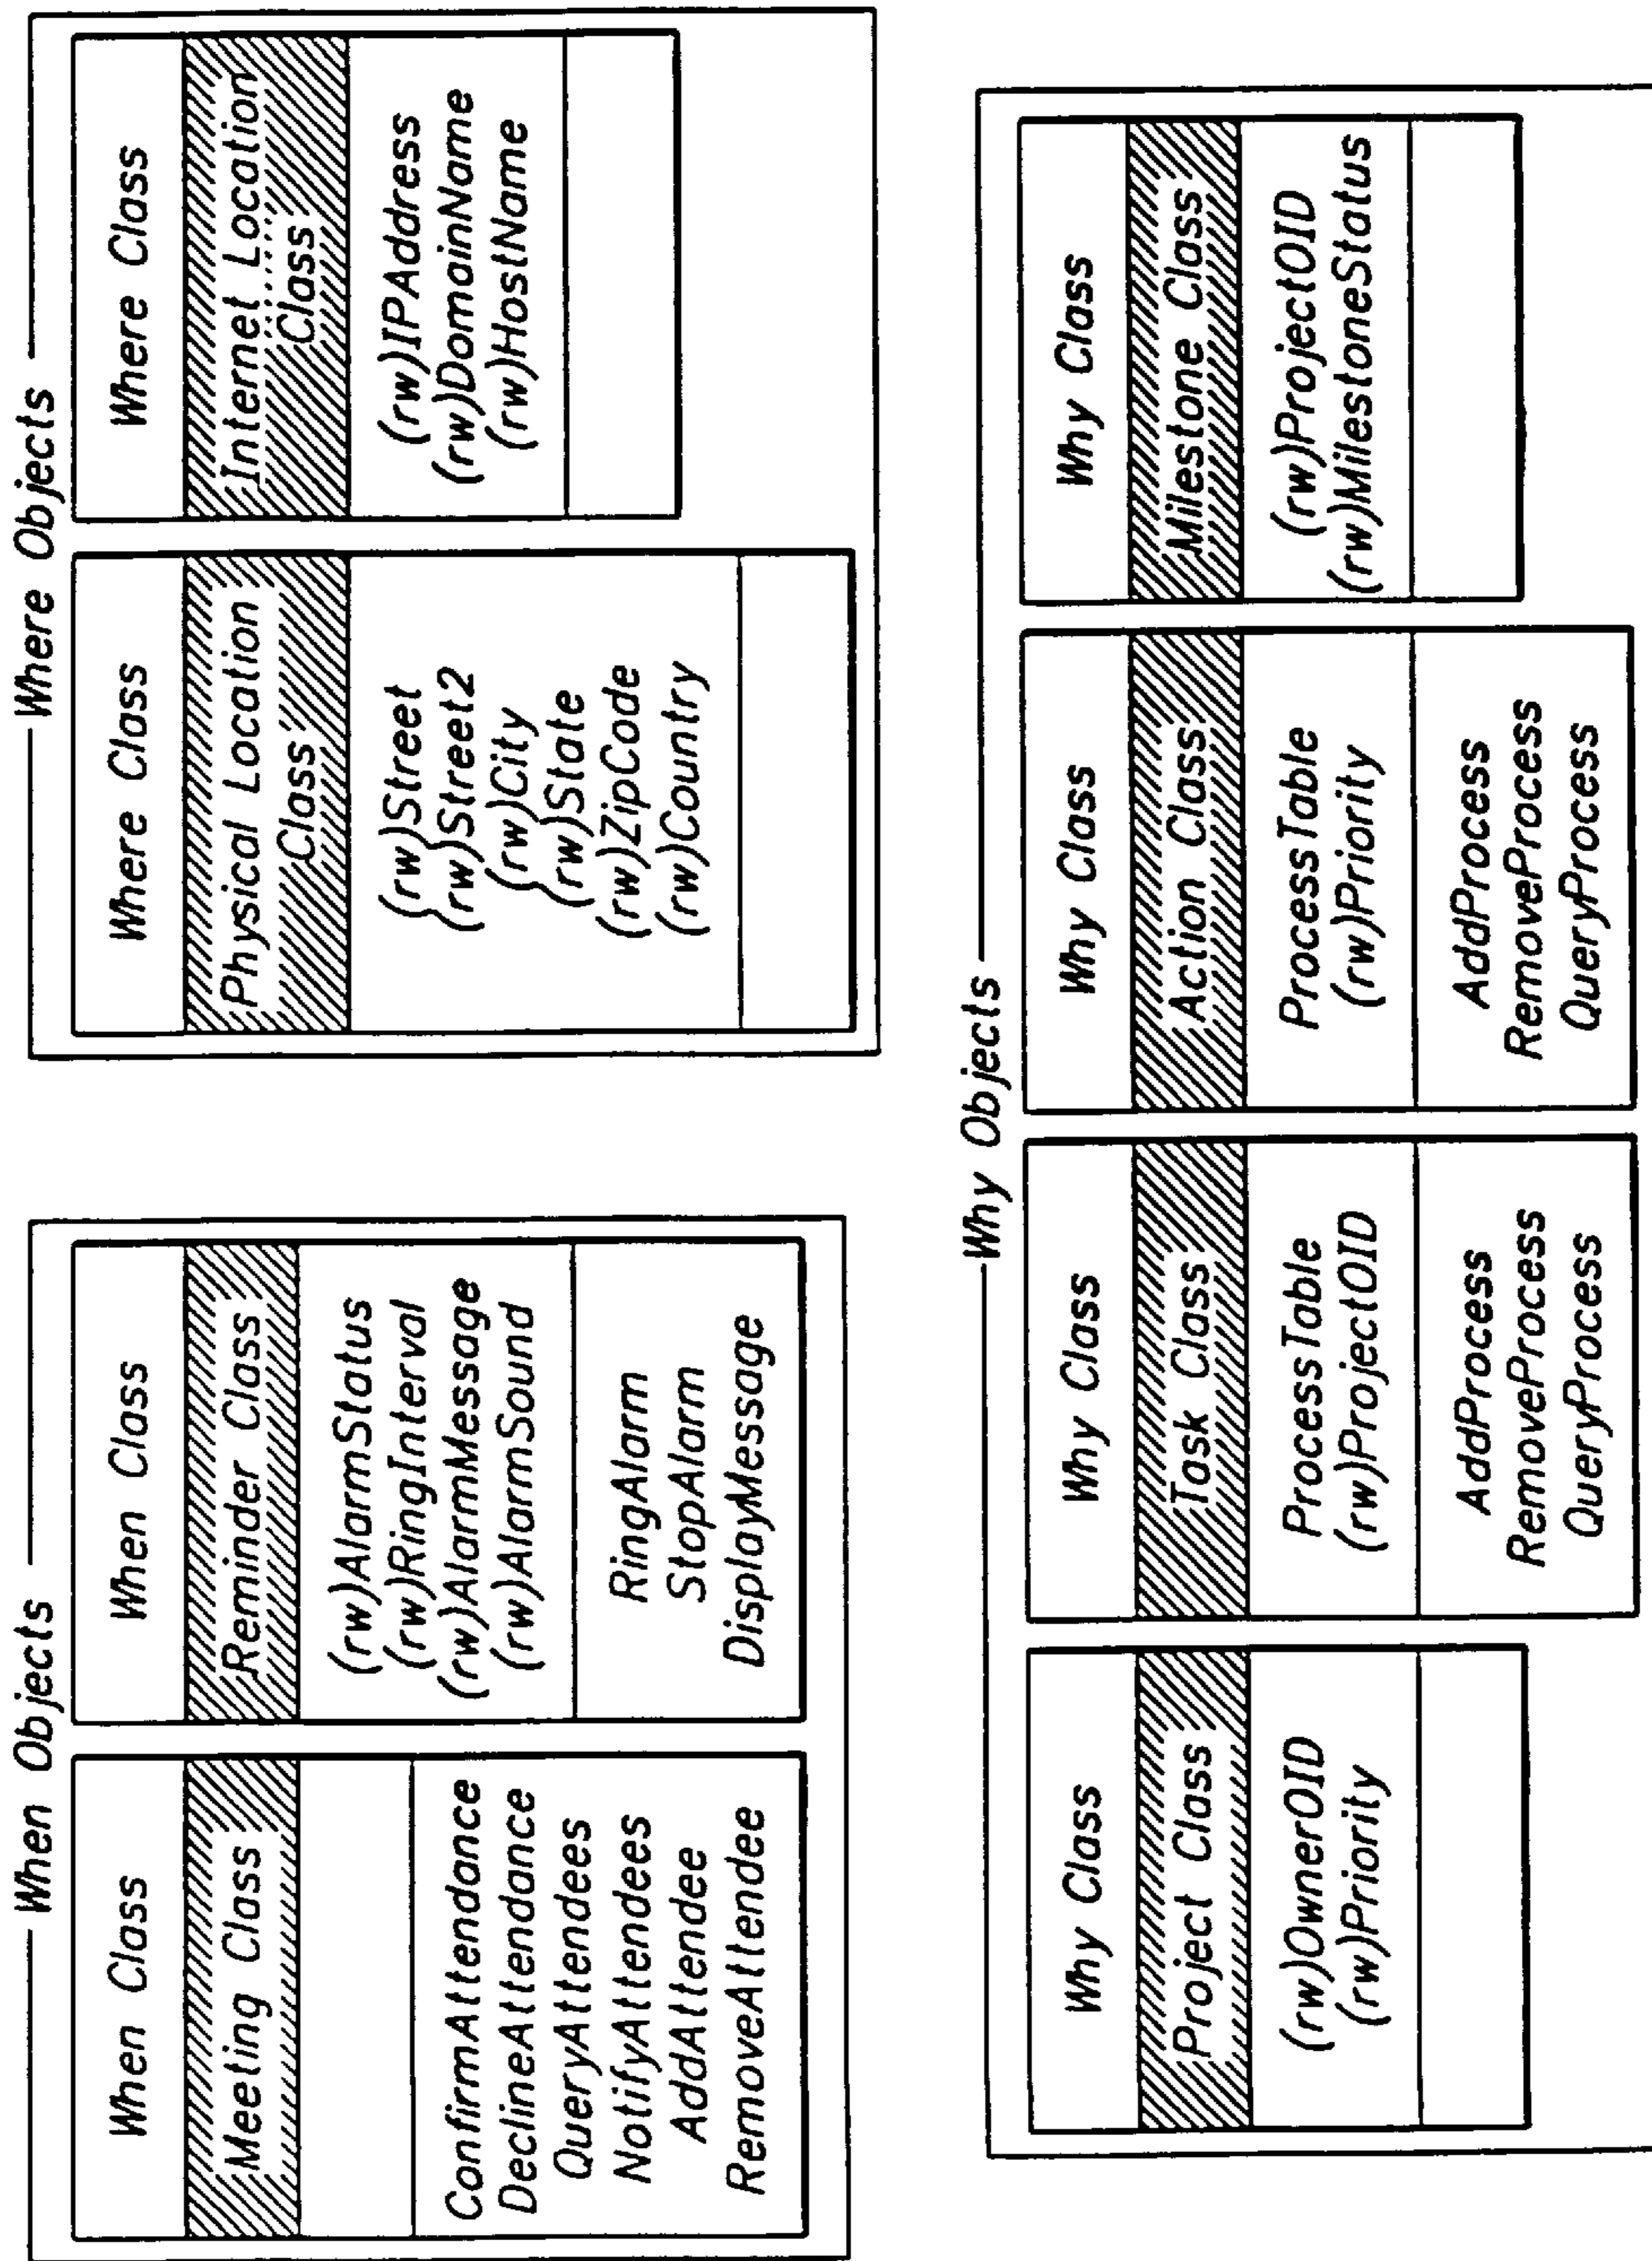 When Objects
When Class
Meeting Class
ConfirmAttendance
DeclineAttendance
QueryAttendees
NotifyAttendees
AddAttendee
RemoveAttendee
When Class
Reminder Class
(rw)AlarmStatus
(rw)RingInterval
(rw)AlarmMessage
(rw)AlarmSound
RingAlarm
StopAlarm
DisplayMessage
Where Objects
Where Class
Physical Location
Class
(rw)Street
(rw)Street2
(rw)City
(rw)State
(rw)ZipCode
(rw)Country
Where Class
Internet Location
Class
(rw)IPAddress
(rw)DomainName
(rw)HostName
Why Objects
Why Class
Project Class
(rw)OwnerOID
(rw)Priority
Why Class
Task Class
ProcessTable
(rw)ProjectOID
AddProcess
RemoveProcess
QueryProcess
Why Class
Action Class
ProcessTable
(rw)Priority
AddProcess
RemoveProcess
QueryProcess
Why Class
Milestone Class
(rw)ProjectOID
(rw)MilestoneStatus